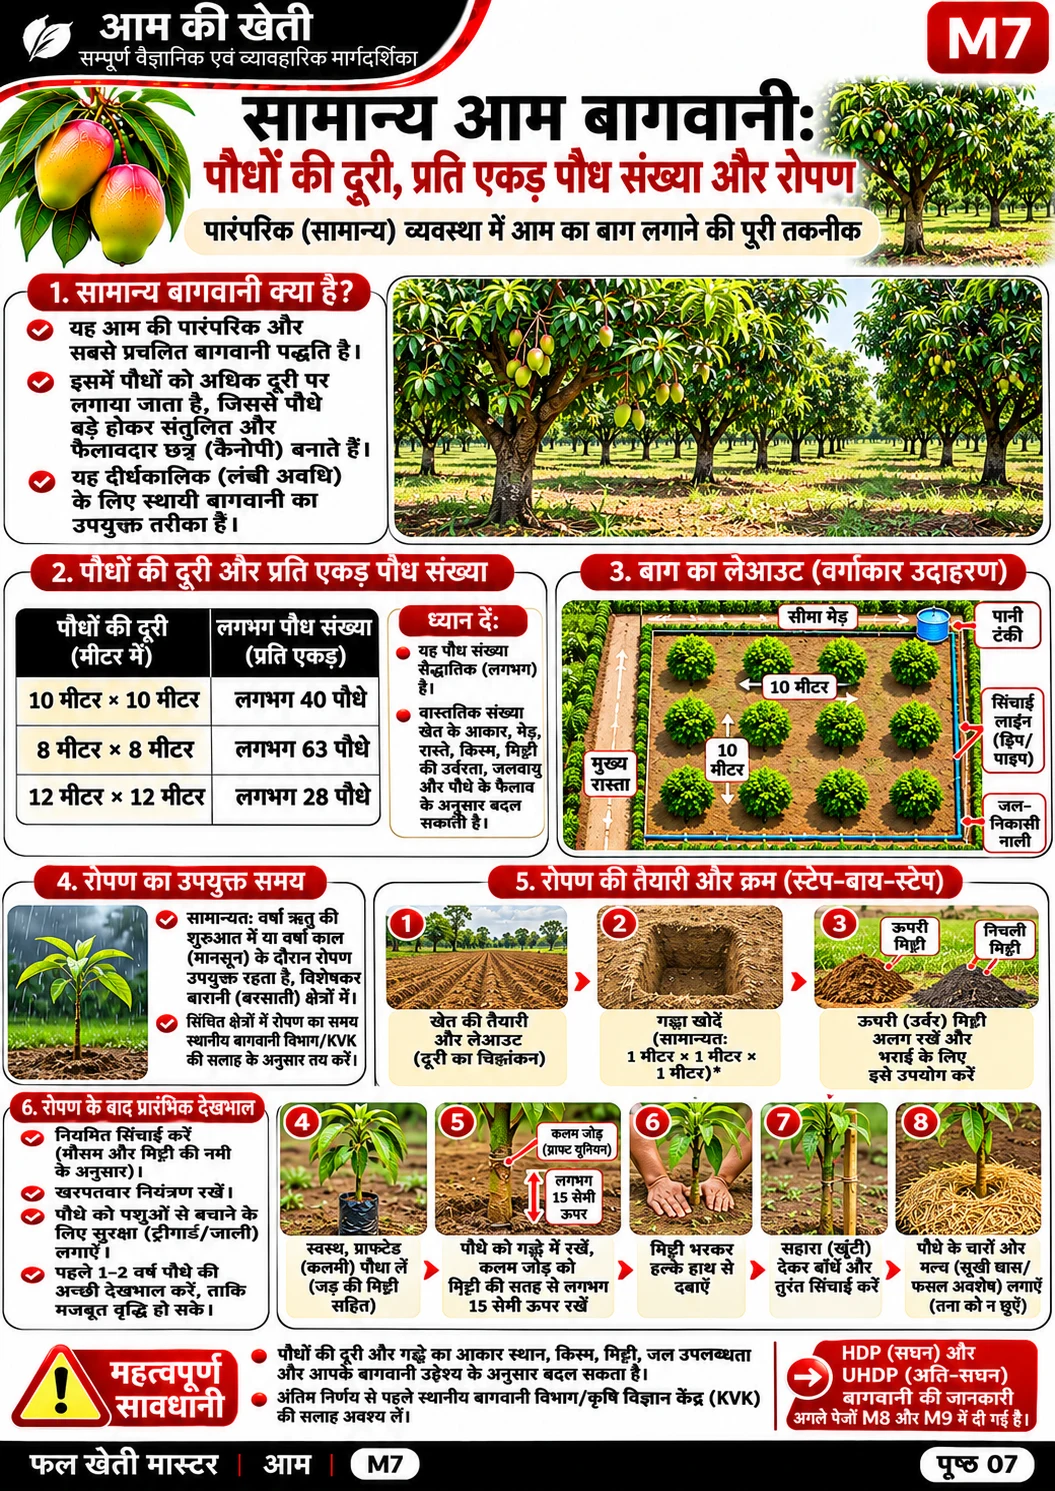 आम की खेती
सम्पूर्ण वैज्ञानिक एवं व्यावहारिक मार्गदर्शिका
M7
सामान्य आम बागवानी:
पौधों की दूरी, प्रति एकड़ पौध संख्या और रोपण
पारंपरिक (सामान्य) व्यवस्था में आम का बाग लगाने की पूरी तकनीक
1. सामान्य बागवानी क्या है?
यह आम की पारंपरिक और
सबसे प्रचलित बागवानी पद्धति है।
इसमें पौधों को अधिक दूरी पर
लगाया जाता है, जिससे पौधे
बड़े होकर संतुलित और
फैलावदार छत्र (कैनोपी) बनाते हैं।
यह दीर्धकालिक (लंबी अवधि)
के लिए स्थायी बागवानी का
उपयुक्त तरीका हैं।
2. पौधों की दूरी और प्रति एकड़ पौध संख्या
पौधों की दूरी
(मीटर में)
लगभग पौध संख्या
(प्रति एकड़)
10 मीटर × 10 मीटर
लगभग 40 पौधे
8 मीटर × 8 मीटर
लगभग 63 पौधे
12 मीटर × 12 मीटर
लगभग 28 पौधे
ध्यान दें:
यह पौध संख्या
सैद्धातिक (लगभग)
है।
वास्ततिक संख्या
खेत के आकार, मेड़,
रास्ते, किस्म, मिट्टी
की उर्वरता, जलवायु
और पौधे के फैलाव
के अनुसार बदल
सकाती है।
3. बाग का लेआउट (वर्गाकार उदाहरण)
सीमा मेड़
पानी
टंकी
10 मीटर
10
मीटर
मुख्य
रास्ता
सिंचाई
लाईन
(ड्रिप/
पाइप)
जल-
निकासी
नाली
4. रोपण का उपयुक्त समय
सामान्यत: वर्षा ऋतु की
शुरुआत में या वर्षा काल
(मानसून) के दौरान रोपण
उपयुक्त रहता है, विशेषकर
बारानी (बरसाती) क्षेत्रों में।
सिंचित क्षेत्रों में रोपण का समय
स्थानीय बागवानी विभाग/KVK
की सलाह के अनुसार तय करें।
5. रोपण की तैयारी और क्रम (स्टेप-बाय-स्टेप)
1
खेत की तैयारी
और लेआउट
(दूरी का चिह्नांकन)
2
गड्ढा खोदें
(सामान्यत:
1 मीटर × 1 मीटर ×
1 मीटर)*
3
ऊपरी
मिट्टी
निचली
मिट्टी
ऊचरी (उर्वर) मिट्टी
अलग रखें और
भराई के लिए
इसे उपयोग करें
6. रोपण के बाद प्रारंभिक देखभाल
नियमित सिंचाई करें
(मौसम और मिट्टी की नमी
के अनुसार)।
खरपतवार नियंत्रण रखें।
पौधे को पशुओं से बचाने के
लिए सुरक्षा (ट्रीगार्ड/जाली)
लगाऐं।
पहले 1-2 वर्ष पौधे की
अच्छी देखभाल करें, ताकि
मजबूत वृद्धि हो सके।
4
स्वस्थ, प्राफ्टेड
(कलमी) पौधा लें
(जड़ की मिट्टी
सहित)
5
कलम जोड़
(प्राफ्ट यूनियन)
लगभग
15 सेमी
ऊपर
पौधे को गड्ढे में रखें,
कलम जोड़ को
मिट्टी की सतह से लगभग
15 सेमी ऊपर रखें
6
मिट्टी भरकर
हल्के हाथ से
दबाऐं
7
सहारा (खूंटी)
देकर बाँधें और
तुरंत सिंचाई करें
8
पौधे के चारों ओर
मल्च (सूखी घास/
फसल अवशेष) लगाऐं
(तना को न छूऐं)
महत्वपूर्ण
सावधानी
पौधों की दूरी और गड्ढे का आकार स्थान, किस्म, मिट्टी, जल उपलब्धता
और आपके बागवानी उद्देश्य के अनुसार बदल सकता है।
अंतिम निर्णय से पहले स्थानीय बागवानी विभाग/कृषि विज्ञान केंद्र (KVK)
की सलाह अवश्य लें।
HDP (सघन) और
UHDP (अति-सघन)
बागवानी की जानकारी
अगले पेजों M8 और M9 में दी गई है।
फल खेती मास्टर | आम | M7
पृष्ठ 07